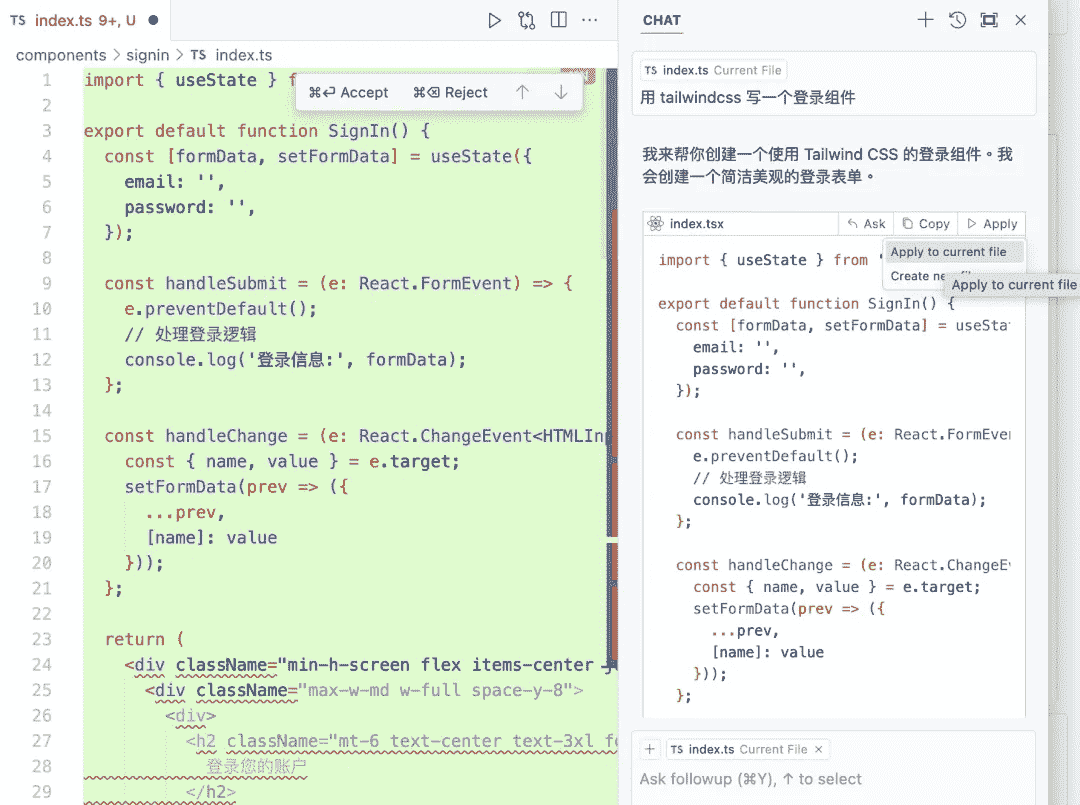 TS index.ts 9+, U
components > signin > TS index.ts
⌘↩ Accept ⌘⌫ Reject ↑ ↓
1 import { useState } f
2
3 export default function SignIn() {
4 const [formData, setFormData] = useState({
5 email: '',
6 password: '',
7 });
8
9 const handleSubmit = (e: React.FormEvent) => {
10 e.preventDefault();
11 // 处理登录逻辑
12 console.log('登录信息:', formData);
13 };
14
15 const handleChange = (e: React.ChangeEvent<HTMLInp
16 const { name, value } = e.target;
17 setFormData(prev => ({
18 ...prev,
19 [name]: value
20 }));
21 };
22
23 return (
24 <div className="min-h-screen flex items-center j
25 <div className="max-w-md w-full space-y-8">
26 <div>
27 <h2 className="mt-6 text-center text-3xl fo
28 登录您的账户
29 </h2>
CHAT
TS index.ts Current File
用 tailwindcss 写一个登录组件
我来帮你创建一个使用 Tailwind CSS 的登录组件。我
会创建一个简洁美观的登录表单。
index.tsx Ask Copy Apply
Apply to current file
Create new
Apply to current file
import { useState } from '
export default function SignIn() {
const [formData, setFormData] = useSta
email: '',
password: '',
});
const handleSubmit = (e: React.FormEve
e.preventDefault();
// 处理登录逻辑
console.log('登录信息:', formData);
};
const handleChange = (e: React.ChangeE
const { name, value } = e.target;
setFormData(prev => ({
...prev,
[name]: value
}));
};
+ TS index.ts Current File ×
Ask followup (⌘Y), ↑ to select